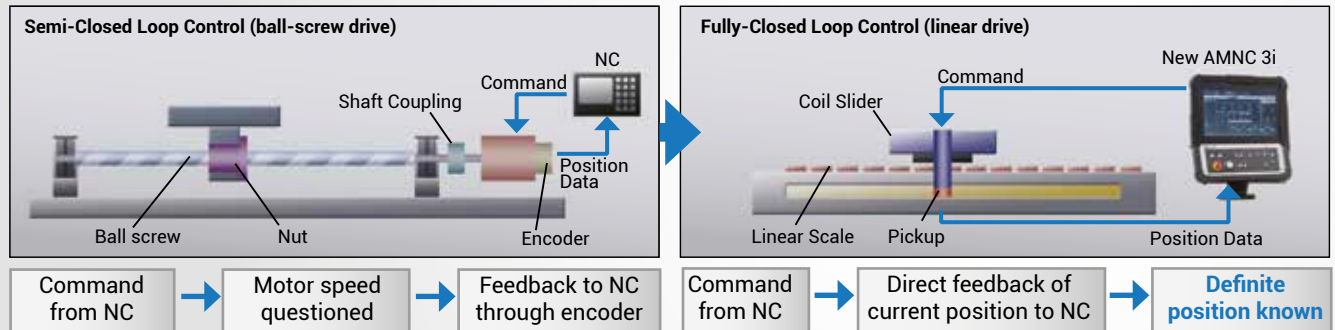 Semi-Closed Loop Control (ball-screw drive)
NC
Command
Shaft Coupling
Position
Data
Ball screw
Nut
Encoder
Command
from NC
Motor speed
questioned
Feedback to NC
through encoder
Fully-Closed Loop Control (linear drive)
New AMNC 3i
Command
Coil Slider
Linear Scale
Pickup
Position Data
Command
from NC
Direct feedback of
current position to NC
Definite
position known